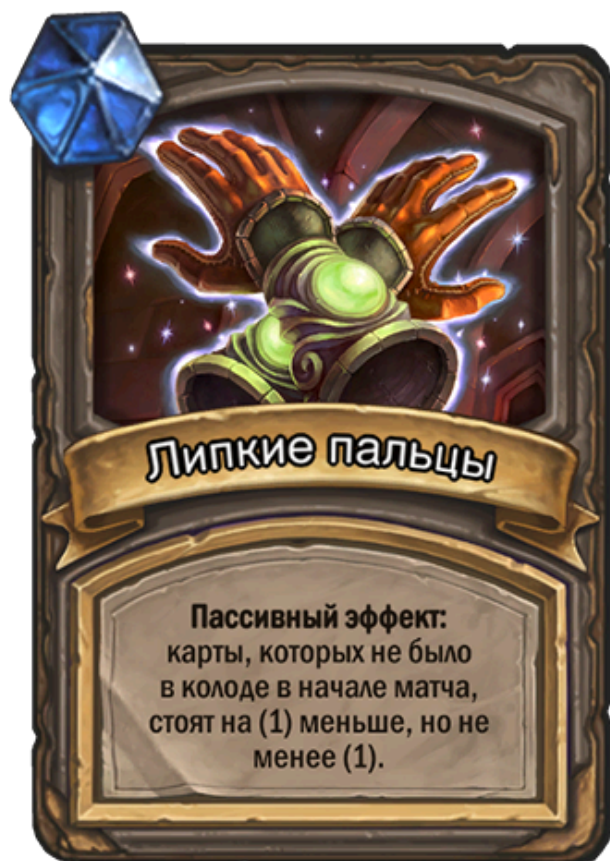 Липкие пальцы
Пассивный эффект:
карты, которых не было
в колоде в начале матча,
стоят на (1) меньше, но не
менее (1).